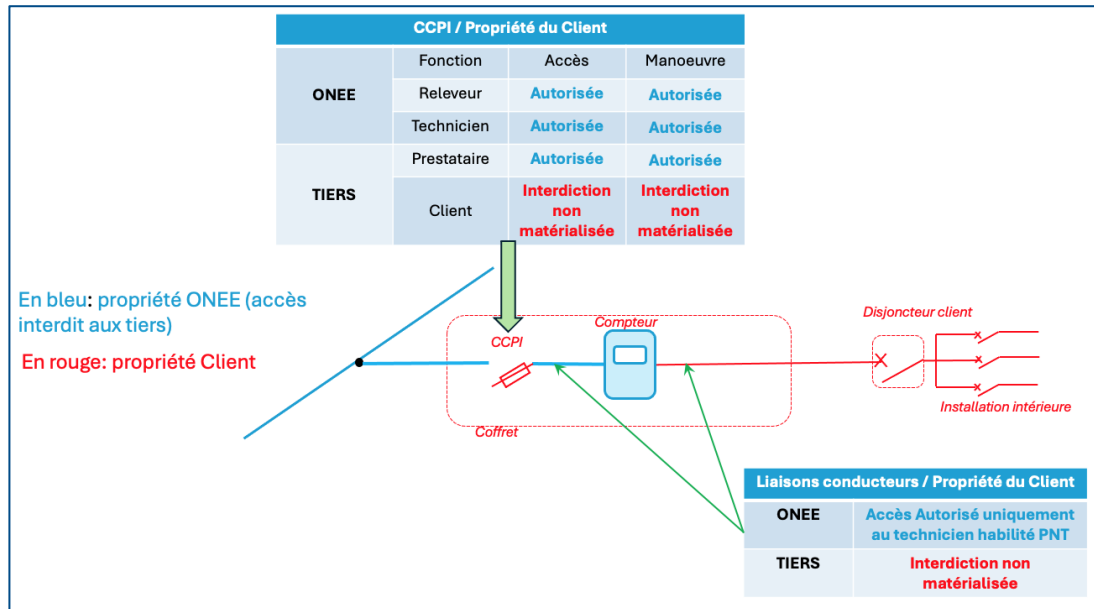 CCPI / Propriété du Client
Fonction Accès Manoeuvre
ONEE
Releveur Autorisée Autorisée
Technicien Autorisée Autorisée
TIERS
Prestataire Autorisée Autorisée
Client
Interdiction non matérialisée
Interdiction non matérialisée
En bleu: propriété ONEE (accès
interdit aux tiers)
En rouge: propriété Client
CCPI
Compteur
Coffret
Disjoncteur client
Installation intérieure
Liaisons conducteurs / Propriété du Client
ONEE
Accès Autorisé uniquement
au technicien habilité PNT
TIERS
Interdiction non
matérialisée